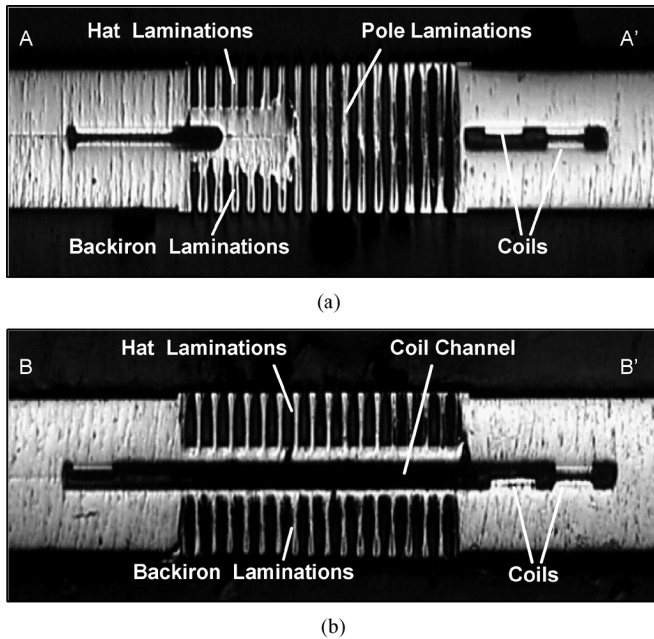 A
Hat Laminations
Pole Laminations
A'
Backiron Laminations
Coils
(a)
B
Hat Laminations
Coil Channel
B'
Backiron Laminations
Coils
(b)